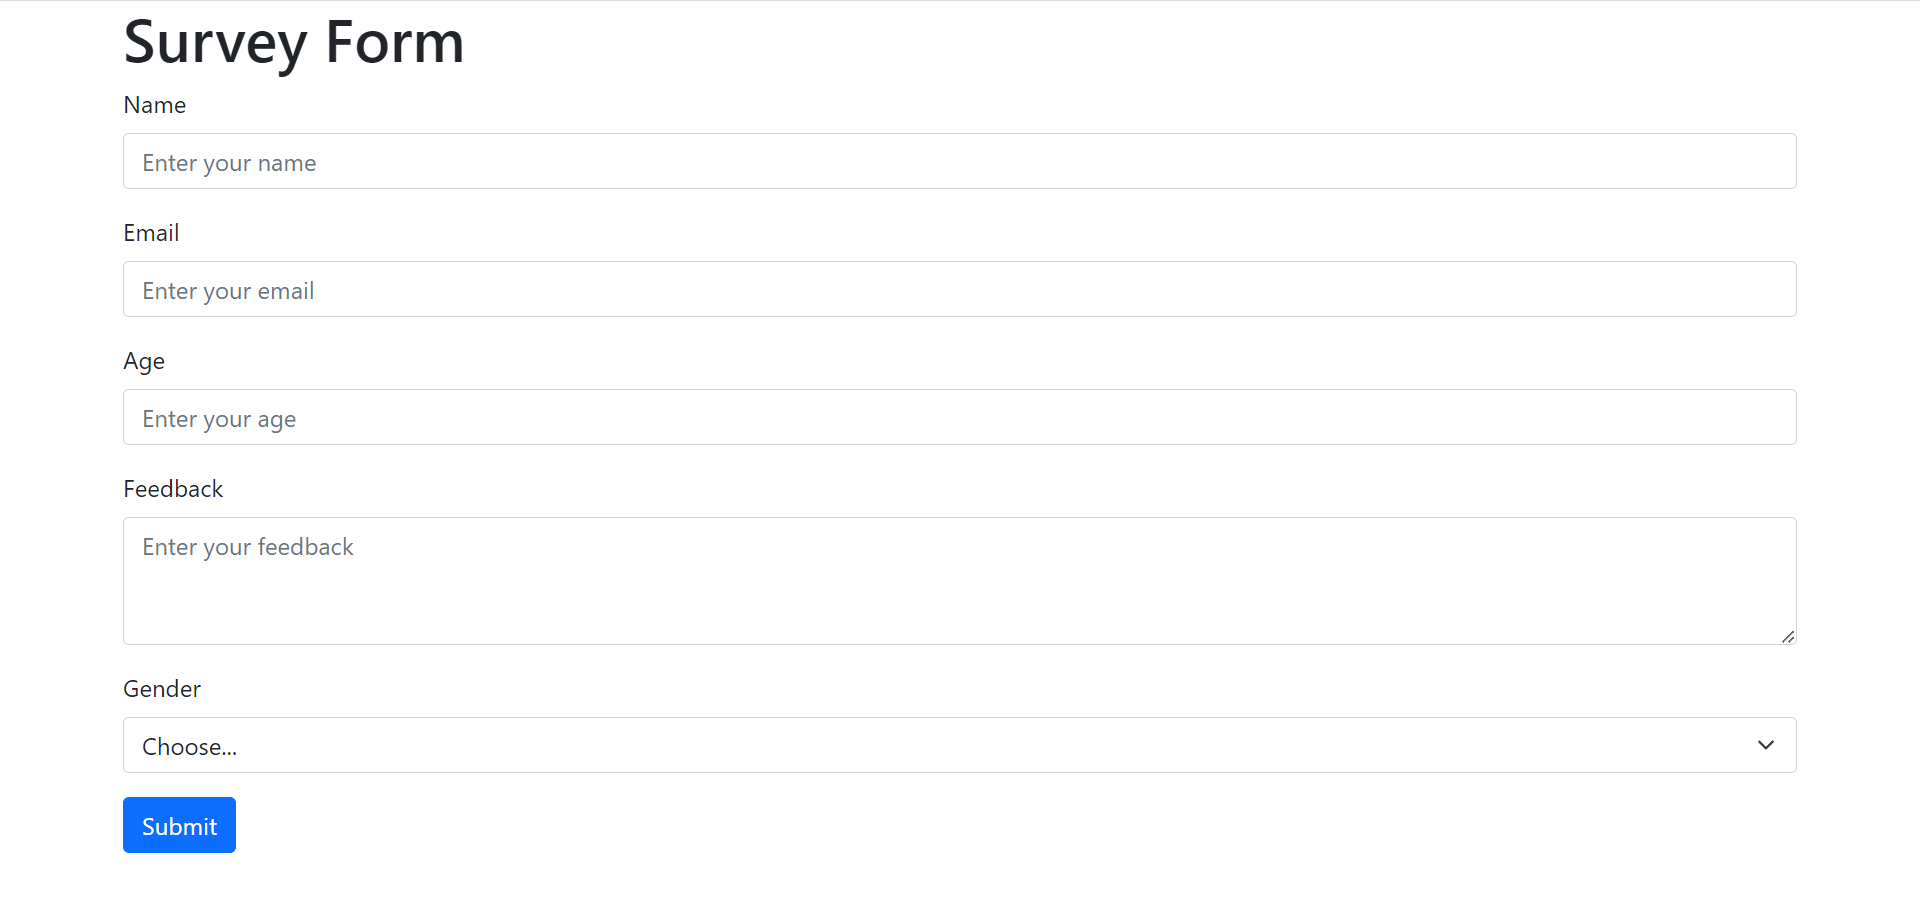 Survey Form
Name
Enter your name
Email
Enter your email
Age
Enter your age
Feedback
Enter your feedback
Gender
Choose...
Submit